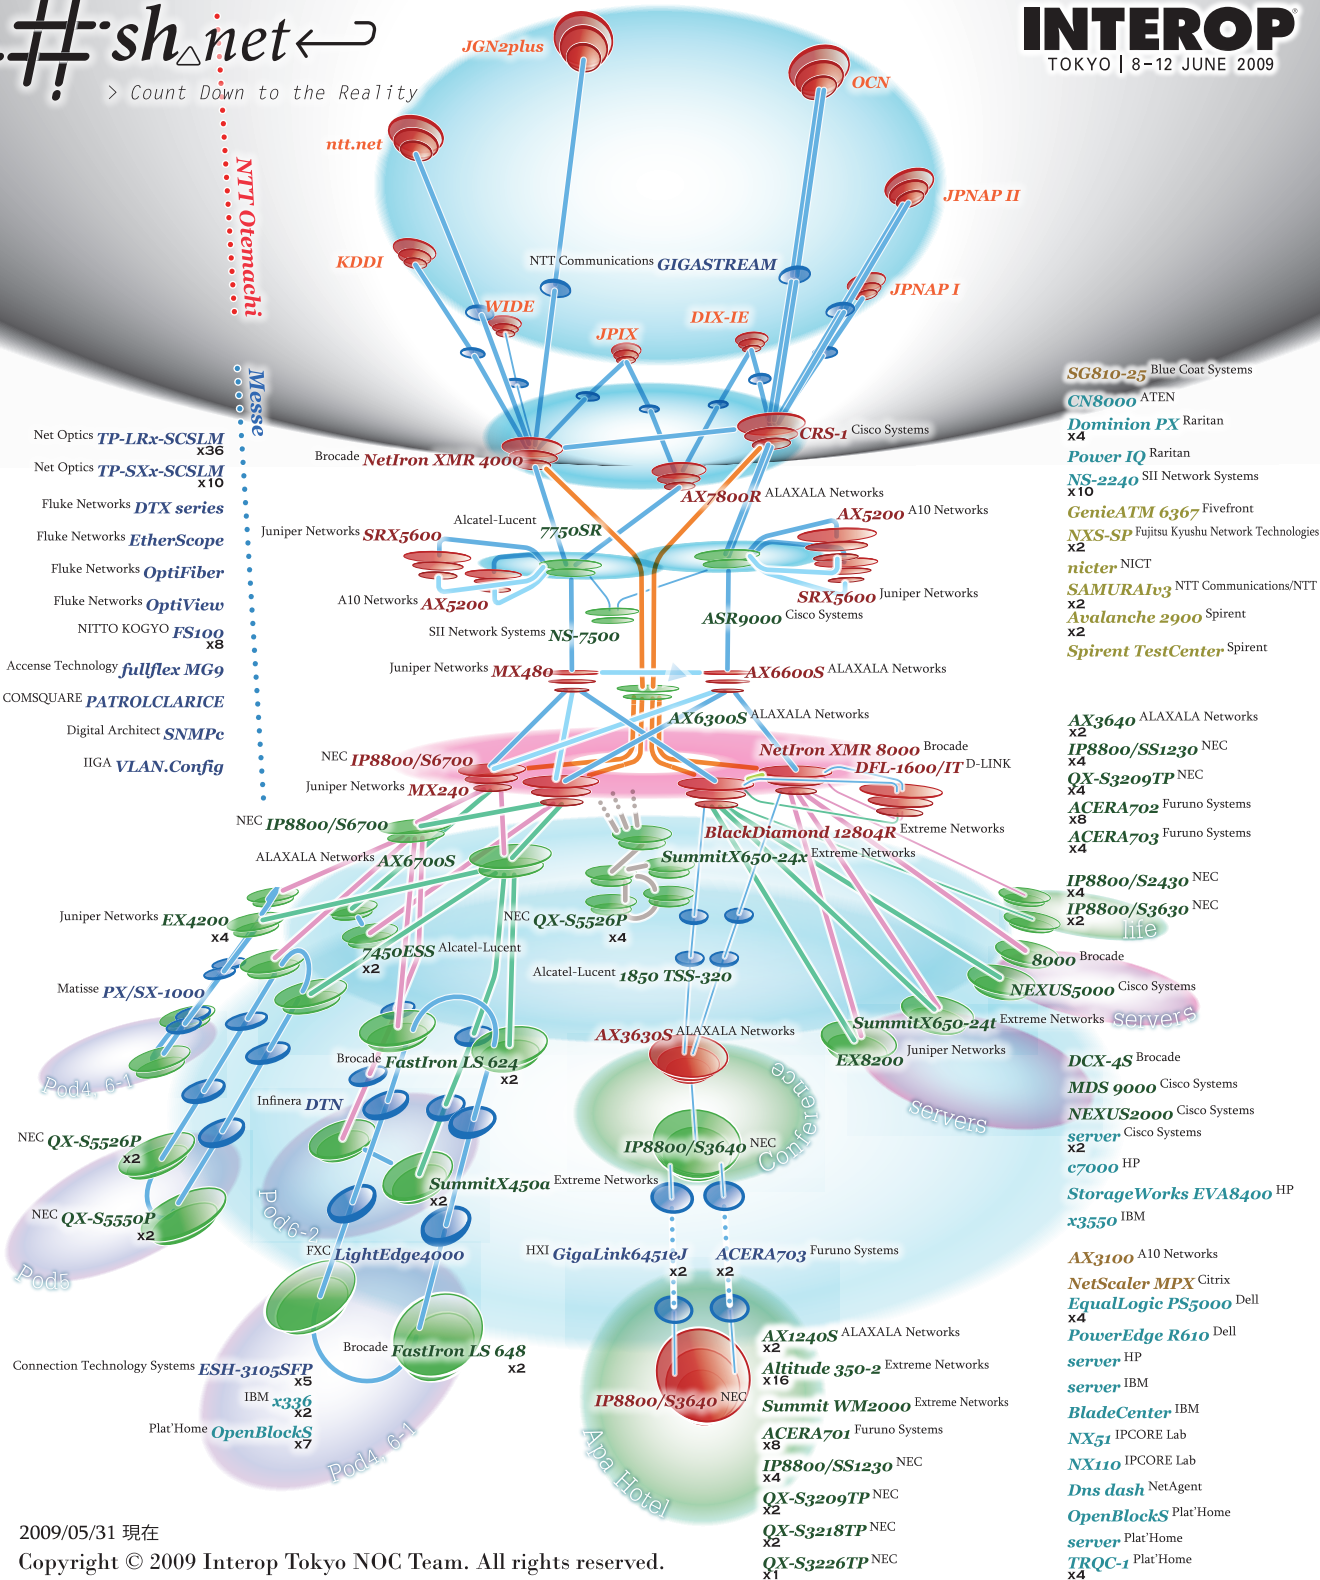 # sh△net
> Count Down to the Reality
INTEROP®
TOKYO | 8-12 JUNE 2009
JGN2plus
OCN
ntt.net
NTT Otemachi
JPNAP II
KDDI
NTT Communications GIGASTREAM
JPNAP I
WIDE
JPIX
DIX-IE
Messe
Net Optics TP-LRx-SCSLM
x36
Net Optics TP-SXx-SCSLM
x10
Fluke Networks DTX series
Fluke Networks EtherScope
Fluke Networks OptiFiber
Fluke Networks OptiView
NITTO KOGYO FS100
x8
Accense Technology fullflex MG9
COMSQUARE PATROLCLARICE
Digital Architect SNMPc
IIGA VLAN.Config
CRS-1 Cisco Systems
Brocade NetIron XMR 4000
AX7800R ALAXALA Networks
Alcatel-Lucent 7750SR
AX5200 A10 Networks
Juniper Networks SRX5600
A10 Networks AX5200
SRX5600 Juniper Networks
SII Network Systems NS-7500
ASR9000 Cisco Systems
Juniper Networks MX480
AX6600S ALAXALA Networks
AX6300S ALAXALA Networks
NEC IP8800/S6700
NetIron XMR 8000 Brocade
DFL-1600/IT D-LINK
Juniper Networks MX240
NEC IP8800/S6700
BlackDiamond 12804R Extreme Networks
ALAXALA Networks AX6700S
SummitX650-24x Extreme Networks
Juniper Networks EX4200
x4
NEC QX-S5526P
x4
7450ESS Alcatel-Lucent
x2
Alcatel-Lucent 1850 TSS-320
Matisse PX/SX-1000
life
8000 Brocade
NEXUS5000 Cisco Systems
servers
SummitX650-24t Extreme Networks
AX3630S ALAXALA Networks
EX8200 Juniper Networks
servers
Brocade FastIron LS 624
x2
Pod4, 6-1
Infinera DTN
Conference
NEC QX-S5526P
x2
IP8800/S3640 NEC
SummitX450a Extreme Networks
x2
NEC QX-S5550P
x2
Pod6-2
Pod5
FXC LightEdge4000
HXI GigaLink6451eJ
x2
ACERA703 Furuno Systems
x2
Brocade FastIron LS 648
x2
Connection Technology Systems ESH-3105SFP
x5
IBM x336
x2
Plat'Home OpenBlockS
x7
Pod4, 6-1
IP8800/S3640 NEC
Apa Hotel
AX1240S ALAXALA Networks
x2
Altitude 350-2 Extreme Networks
x16
Summit WM2000 Extreme Networks
ACERA701 Furuno Systems
x8
IP8800/SS1230 NEC
x4
QX-S3209TP NEC
x2
QX-S3218TP NEC
x2
QX-S3226TP NEC
x1
SG810-25 Blue Coat Systems
CN8000 ATEN
Dominion PX Raritan
x4
Power IQ Raritan
NS-2240 SII Network Systems
x10
GenieATM 6367 Fivefront
NXS-SP Fujitsu Kyushu Network Technologies
x2
nicter NICT
SAMURAIv3 NTT Communications/NTT
x2
Avalanche 2900 Spirent
x2
Spirent TestCenter Spirent
AX3640 ALAXALA Networks
x2
IP8800/SS1230 NEC
x4
QX-S3209TP NEC
x4
ACERA702 Furuno Systems
x8
ACERA703 Furuno Systems
x4
IP8800/S2430 NEC
x4
IP8800/S3630 NEC
x2
DCX-4S Brocade
MDS 9000 Cisco Systems
NEXUS2000 Cisco Systems
server Cisco Systems
x2
c7000 HP
StorageWorks EVA8400 HP
x3550 IBM
AX3100 A10 Networks
NetScaler MPX Citrix
EqualLogic PS5000 Dell
x4
PowerEdge R610 Dell
server HP
server IBM
BladeCenter IBM
NX51 IPCORE Lab
NX110 IPCORE Lab
Dns dash NetAgent
OpenBlockS Plat'Home
server Plat'Home
TRQC-1 Plat'Home
x4
2009/05/31 現在
Copyright © 2009 Interop Tokyo NOC Team. All rights reserved.